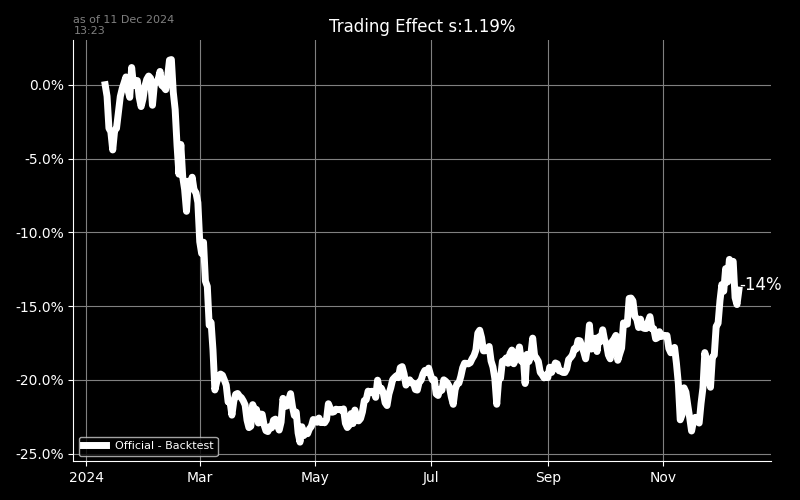 as of 11 Dec 2024
13:23
Trading Effect s:1.19%
0.0%
-5.0%
-10.0%
-15.0%
-20.0%
-25.0%
-14%
Official - Backtest
2024 Mar May Jul Sep Nov